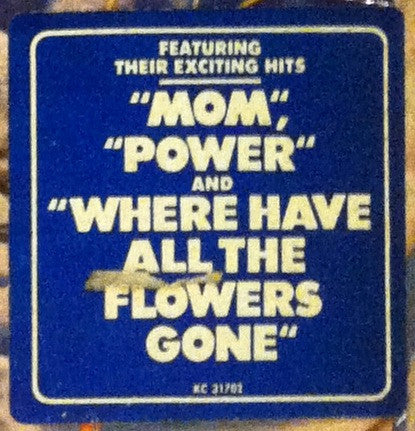 FEATURING
THEIR EXCITING HITS
"MOM",
"POWER"
AND
"WHERE HAVE
ALL THE
FLOWERS
GONE"
KC 31702